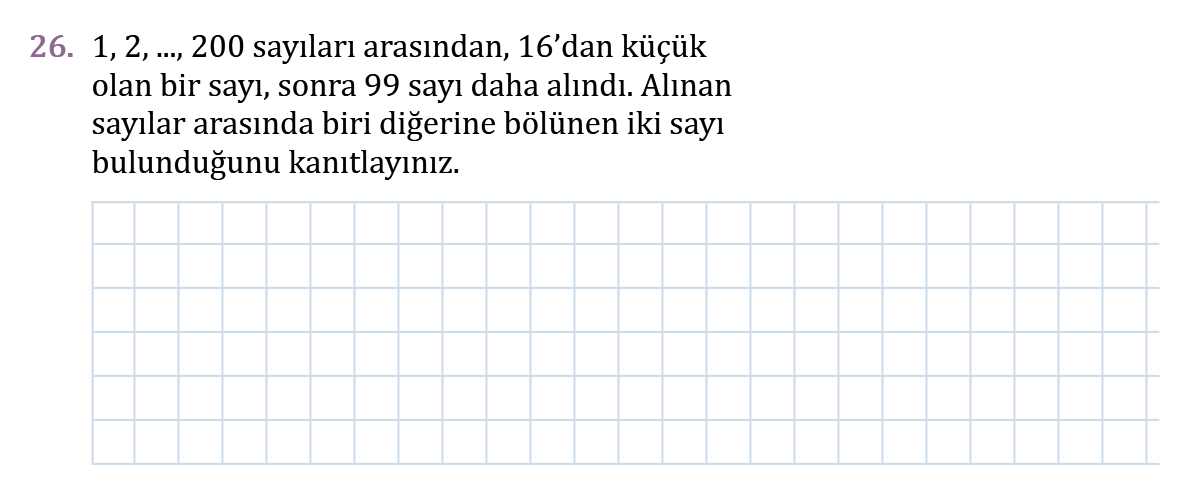 26. 1, 2, ..., 200 sayıları arasından, 16’dan küçük
olan bir sayı, sonra 99 sayı daha alındı. Alınan
sayılar arasında biri diğerine bölünen iki sayı
bulunduğunu kanıtlayınız.